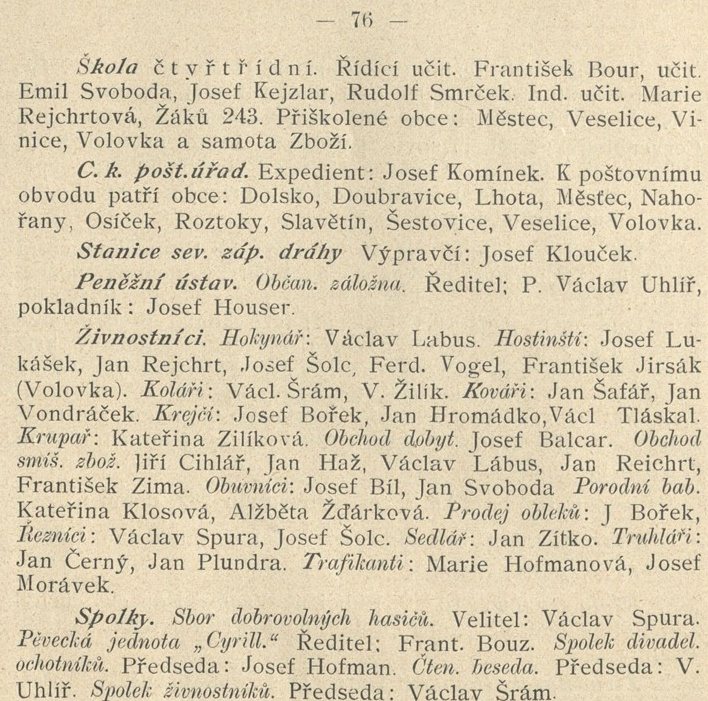 — 76 —
Škola čtyřtřídní. Řídící učit. František Bour, učit.
Emil Svoboda, Josef Kejzlar, Rudolf Smrček. Ind. učit. Marie
Rejchrtová, Žáků 243. Přiškolené obce: Městec, Veselice, Vi-
nice, Volovka a samota Zboží.
C. k. pošt. úřad. Expedient: Josef Komínek. K poštovnímu
obvodu patří obce: Dolsko, Doubravice, Lhota, Městec, Naho-
řany, Osíček, Roztoky, Slavětín, Šestovice, Veselice, Volovka.
Stanice sev. záp. dráhy Výpravčí: Josef Klouček.
Peněžní ústav. Občan. záložna. Ředitel; P. Václav Uhlíř,
pokladník: Josef Houser.
Živnostníci. Hokynář: Václav Labus. Hostinští: Josef Lu-
kášek, Jan Rejchrt, Josef Šolc, Ferd. Vogel, František Jirsák
(Volovka). Koláři: Václ. Šrám, V. Žilík. Kováři: Jan Šafář, Jan
Vondráček. Krejčí: Josef Bořek, Jan Hromádko, Václ Tláskal.
Krupař: Kateřina Zilíková. Obchod dobyt. Josef Balcar. Obchod
smíš. zbož. Jiří Cihlář, Jan Haž, Václav Lábus, Jan Reichrt,
František Zima. Obuvníci: Josef Bíl, Jan Svoboda Porodní bab.
Kateřina Klosová, Alžběta Žďárková. Prodej obleků: J Bořek,
Řezníci: Václav Spura, Josef Šolc. Sedlář: Jan Zítko. Truhláři:
Jan Černý, Jan Plundra. Trafikanti: Marie Hofmanová, Josef
Morávek.
Spolky. Sbor dobrovolných hasičů. Velitel: Václav Spura.
Pěvecká jednota „Cyrill.“ Ředitel: Frant. Bouz. Spolek divadel.
ochotníků. Předseda: Josef Hofman. Čten. beseda. Předseda: V.
Uhlíř. Spolek živnostníků. Předseda: Václav Šrám.